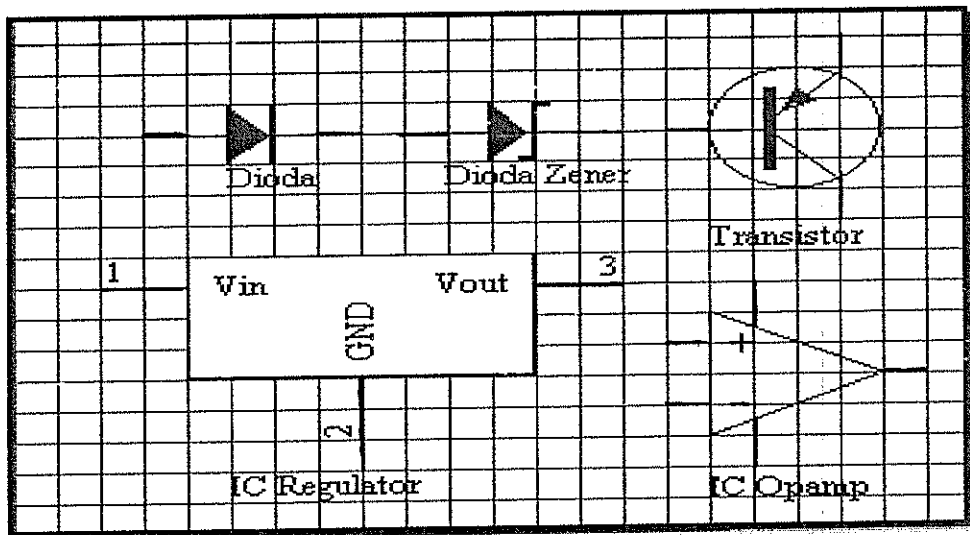 Dioda
Dioda Zener
Transistor
1
Vin
Vout
3
GND
2
+
IC Regulator
IC Opamp